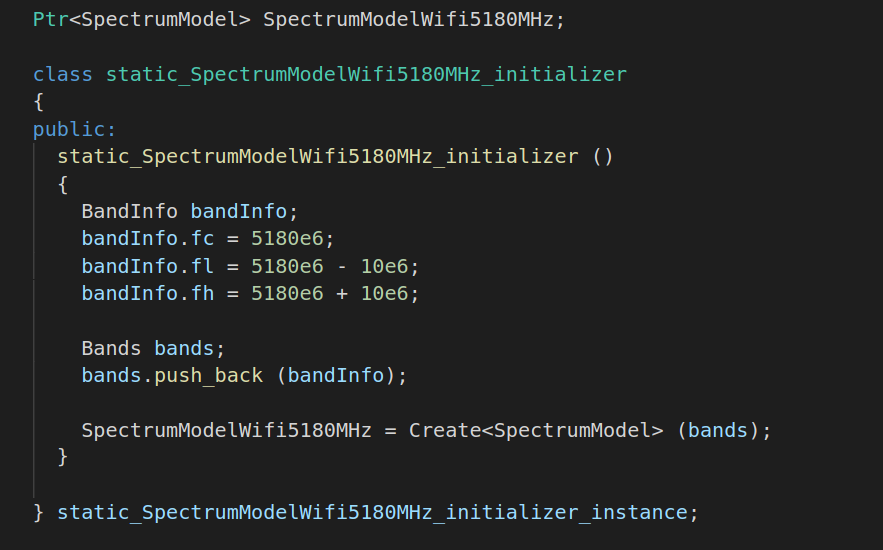 Ptr<SpectrumModel> SpectrumModelWifi5180MHz;
class static_SpectrumModelWifi5180MHz_initializer
{
public:
static_SpectrumModelWifi5180MHz_initializer ()
{
BandInfo bandInfo;
bandInfo.fc = 5180e6;
bandInfo.fl = 5180e6 - 10e6;
bandInfo.fh = 5180e6 + 10e6;
Bands bands;
bands.push_back (bandInfo);
SpectrumModelWifi5180MHz = Create<SpectrumModel> (bands);
}
} static_SpectrumModelWifi5180MHz_initializer_instance;